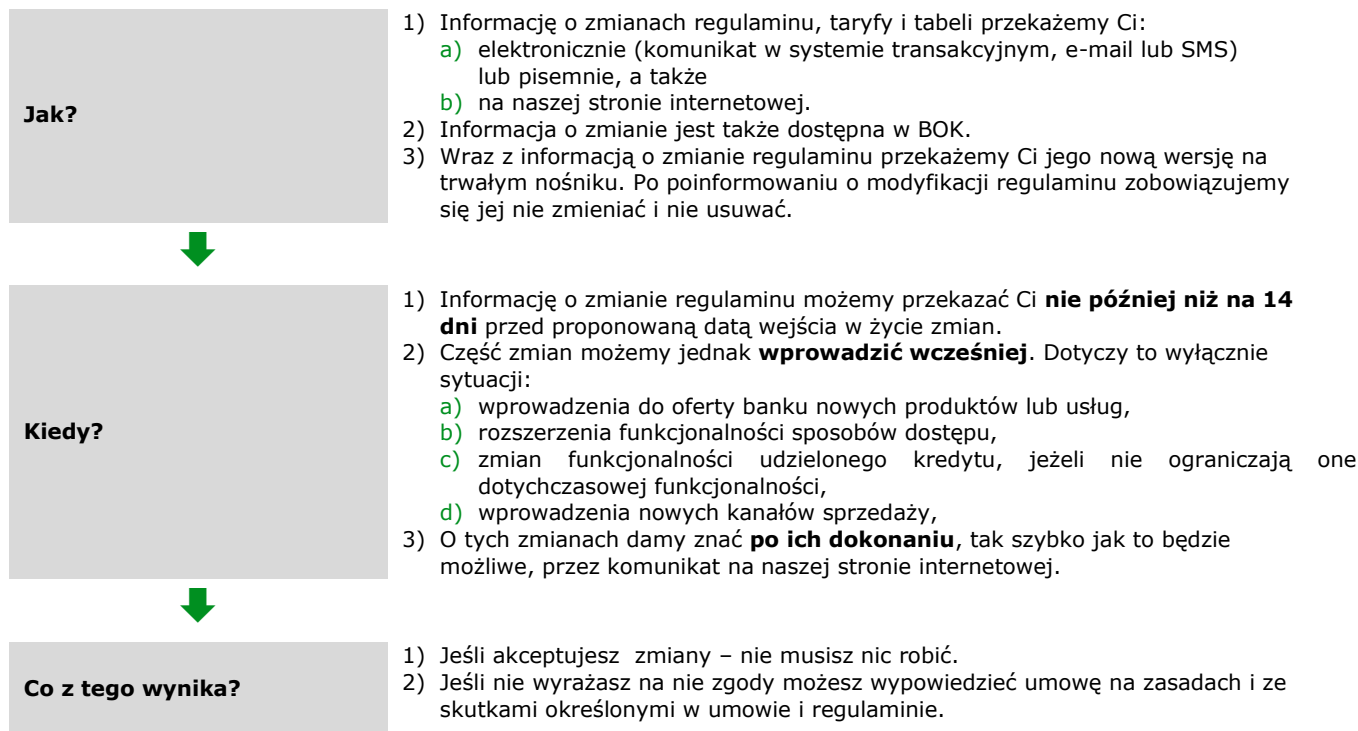 Jak?
1) Informację o zmianach regulaminu, taryfy i tabeli przekażemy Ci:
a) elektronicznie (komunikat w systemie transakcyjnym, e-mail lub SMS)
lub pisemnie, a także
b) na naszej stronie internetowej.
2) Informacja o zmianie jest także dostępna w BOK.
3) Wraz z informacją o zmianie regulaminu przekażemy Ci jego nową wersję na
trwałym nośniku. Po poinformowaniu o modyfikacji regulaminu zobowiązujemy
się jej nie zmieniać i nie usuwać.
Kiedy?
1) Informację o zmianie regulaminu możemy przekazać Ci nie później niż na 14
dni przed proponowaną datą wejścia w życie zmian.
2) Część zmian możemy jednak wprowadzić wcześniej. Dotyczy to wyłącznie
sytuacji:
a) wprowadzenia do oferty banku nowych produktów lub usług,
b) rozszerzenia funkcjonalności sposobów dostępu,
c) zmian funkcjonalności udzielonego kredytu, jeżeli nie ograniczają one
dotychczasowej funkcjonalności,
d) wprowadzenia nowych kanałów sprzedaży,
3) O tych zmianach damy znać po ich dokonaniu, tak szybko jak to będzie
możliwe, przez komunikat na naszej stronie internetowej.
Co z tego wynika?
1) Jeśli akceptujesz  zmiany – nie musisz nic robić.
2) Jeśli nie wyrażasz na nie zgody możesz wypowiedzieć umowę na zasadach i ze
skutkami określonymi w umowie i regulaminie.